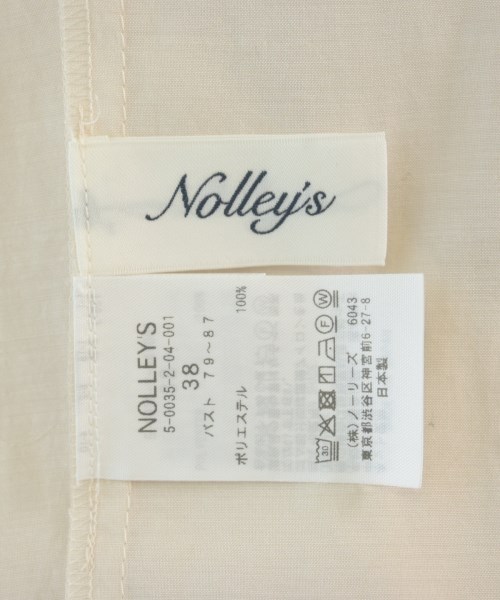 Nolley's
NOLLEY'S
5-0035-2-04-001
38
バスト 79～87
ポリエステル 100%
30 F W
(株)ノーリーズ 6043
東京都渋谷区神宮前6-27-8
日本製